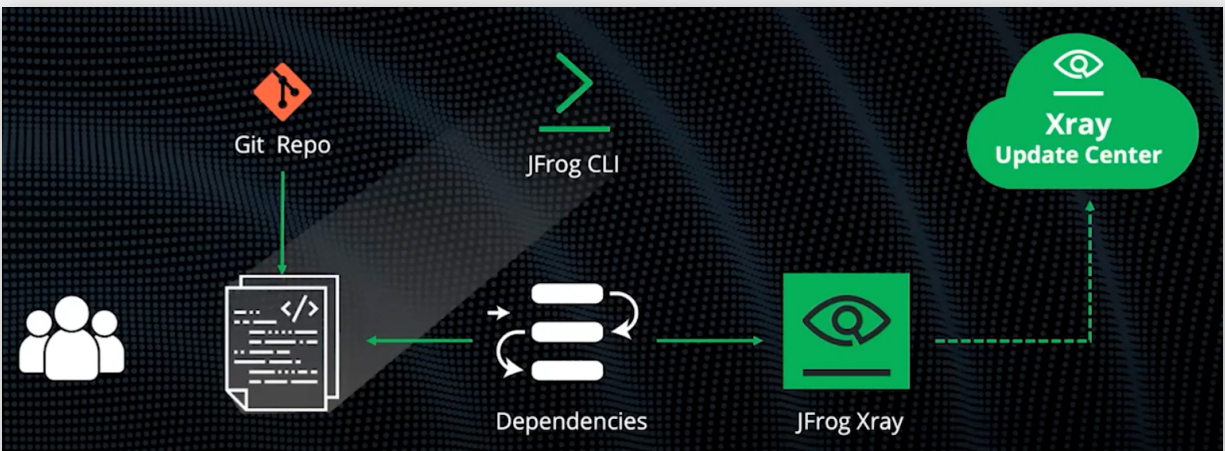 Git Repo
JFrog CLI
Xray
Update Center
</>
Dependencies
JFrog Xray